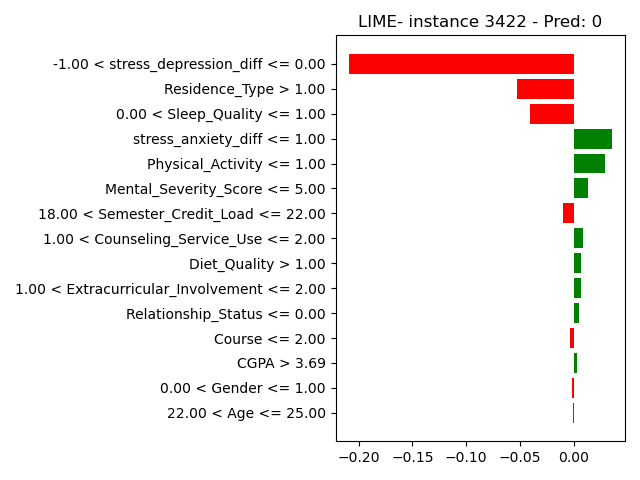 LIME- instance 3422 - Pred: 0
-1.00 < stress_depression_diff <= 0.00
Residence_Type > 1.00
0.00 < Sleep_Quality <= 1.00
stress_anxiety_diff <= 1.00
Physical_Activity <= 1.00
Mental_Severity_Score <= 5.00
18.00 < Semester_Credit_Load <= 22.00
1.00 < Counseling_Service_Use <= 2.00
Diet_Quality > 1.00
1.00 < Extracurricular_Involvement <= 2.00
Relationship_Status <= 0.00
Course <= 2.00
CGPA > 3.69
0.00 < Gender <= 1.00
22.00 < Age <= 25.00
−0.20 −0.15 −0.10 −0.05 0.00